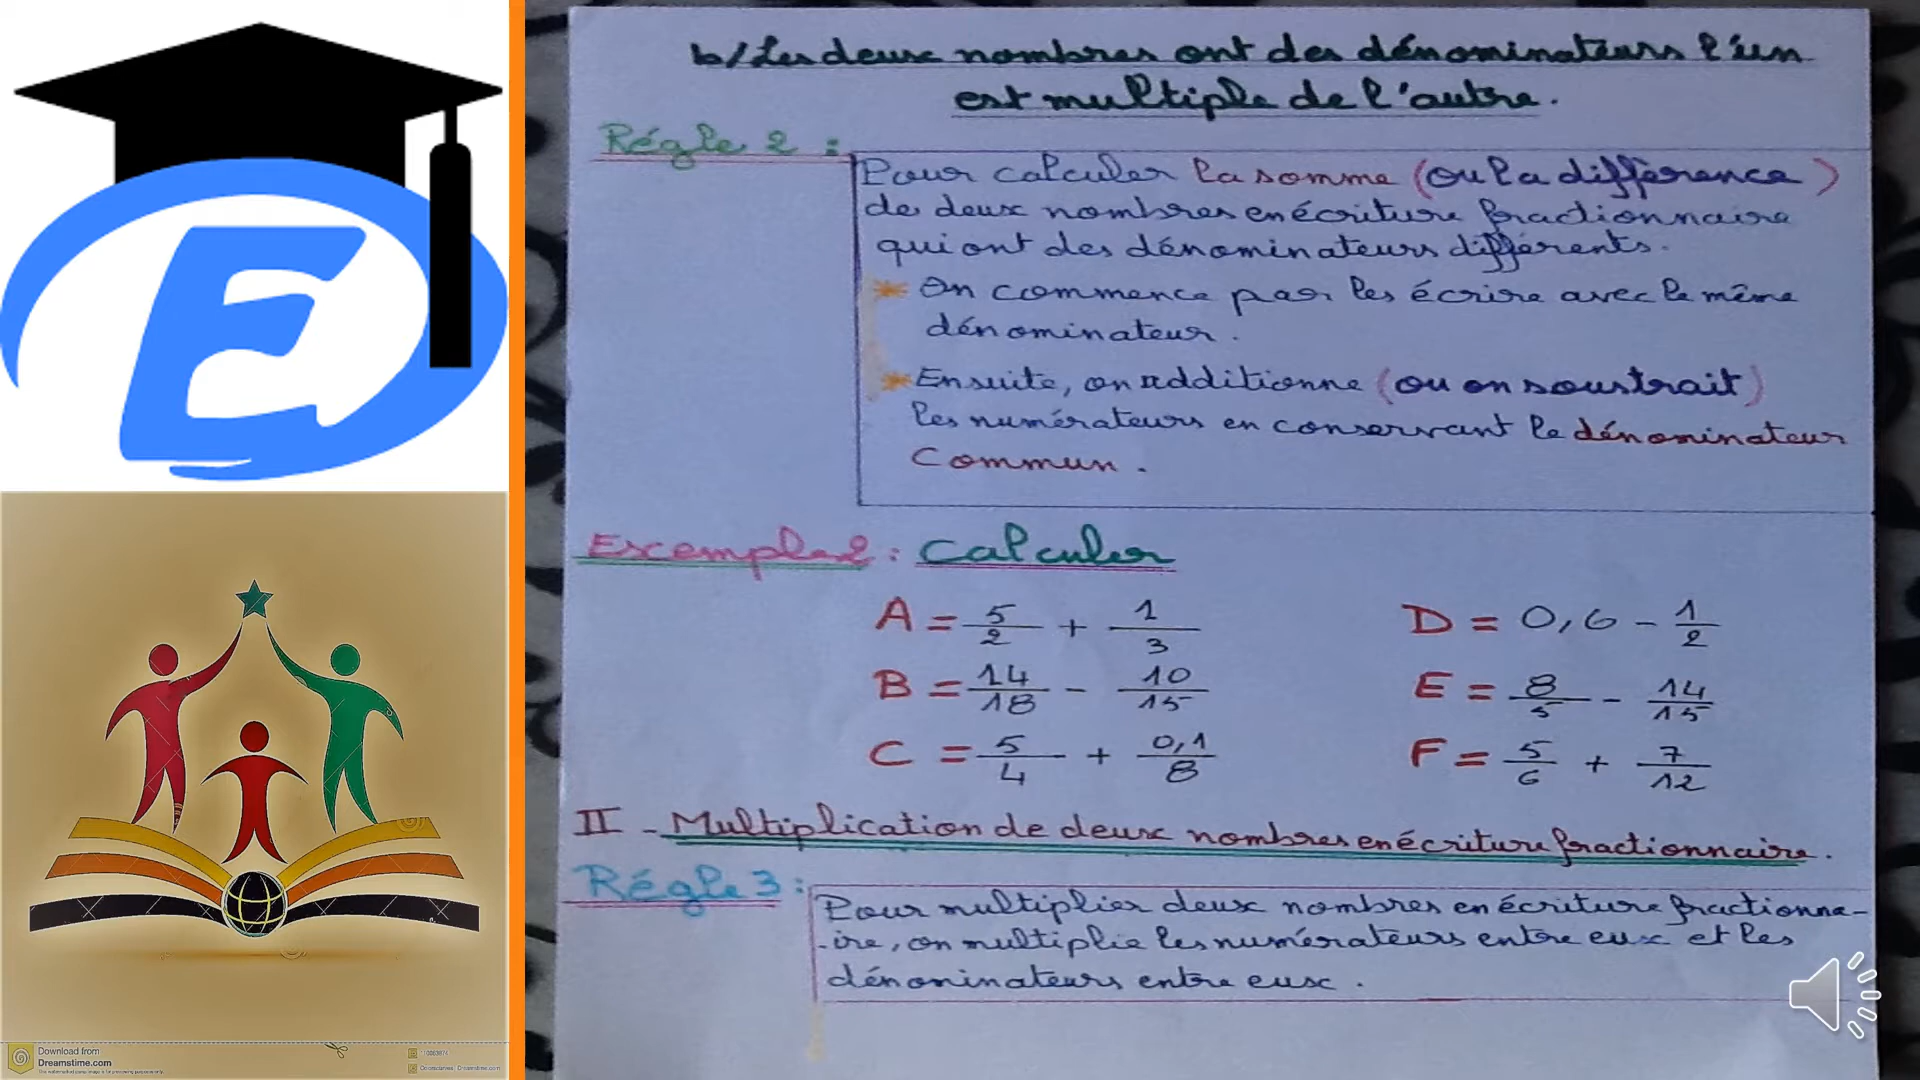 E
Download from
Dreamstime.com
b/ Les deux nombres ont des dénominateurs l'un
est multiple de l'autre.
Régle 2 :
Pour calculer la somme (ou la différence)
de deux nombres en écriture fractionnaire
qui ont des dénominateurs différents.
* On commence par les écrire avec le même
dénominateur.
* Ensuite, on additionne (ou on soustrait)
les numérateurs en conservant le dénominateur
Commun.
Exemple 2 : Calculer
A = 5/2 + 1/3
D = 0,6 - 1/2
B = 14/18 - 10/15
E = 8/5 - 14/15
C = 5/4 + 0,1/8
F = 5/6 + 7/12
II - Multiplication de deux nombres en écriture fractionnaire.
Régle 3 :
Pour multiplier deux nombres en écriture fractionna-
-ire, on multiplie les numérateurs entre eux et les
dénominateurs entre eux.